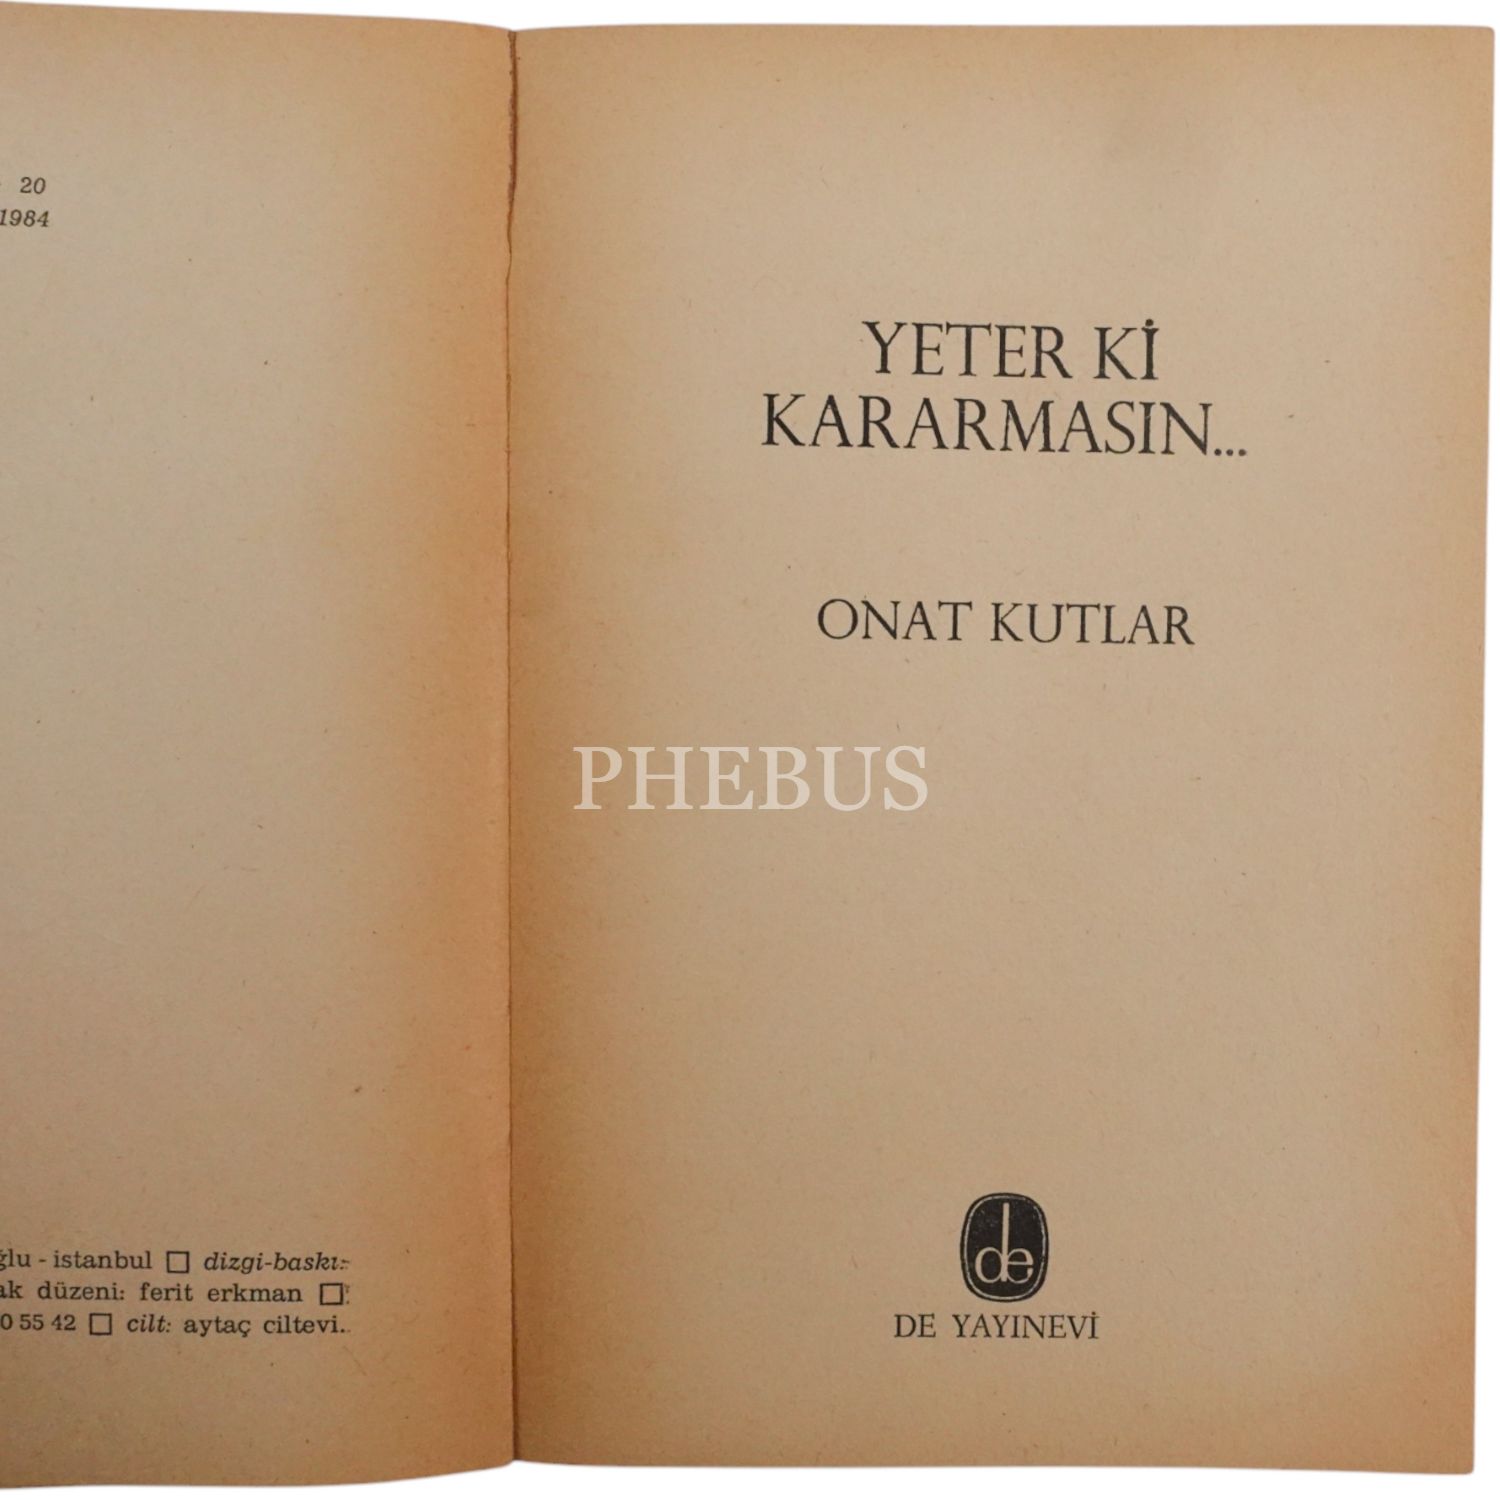 20
1984
ğlu - istanbul □ dizgi-baskı:
ak düzeni: ferit erkman □
0 55 42 □ cilt: aytaç ciltevi.
YETER Kİ
KARARMASIN...
ONAT KUTLAR
PHEBUS
de
DE YAYINEVİ